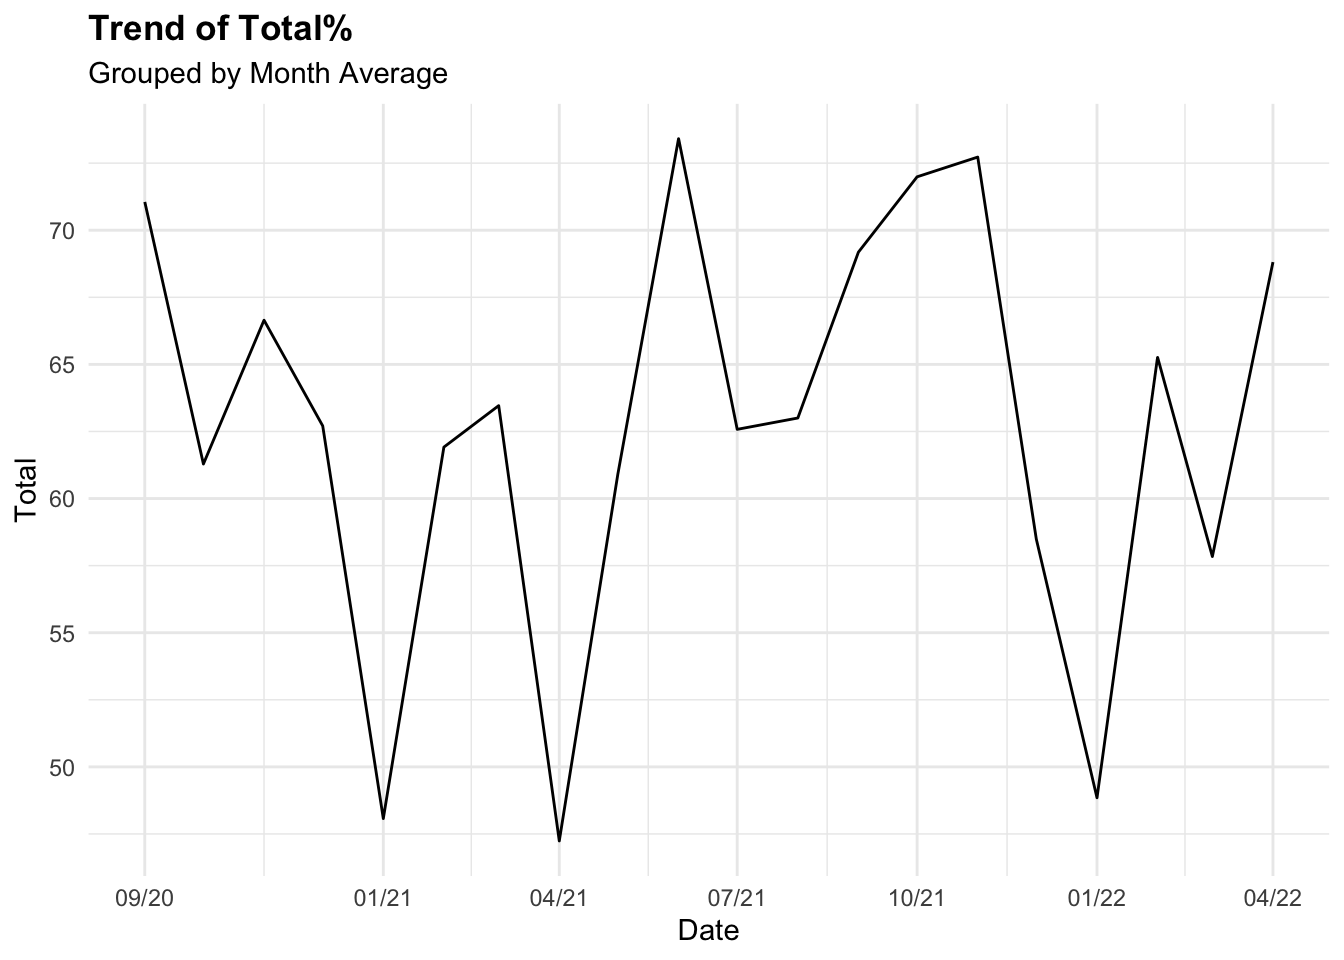 Trend of Total%
Grouped by Month Average
Total
70
65
60
55
50
09/20 01/21 04/21 07/21 10/21 01/22 04/22
Date